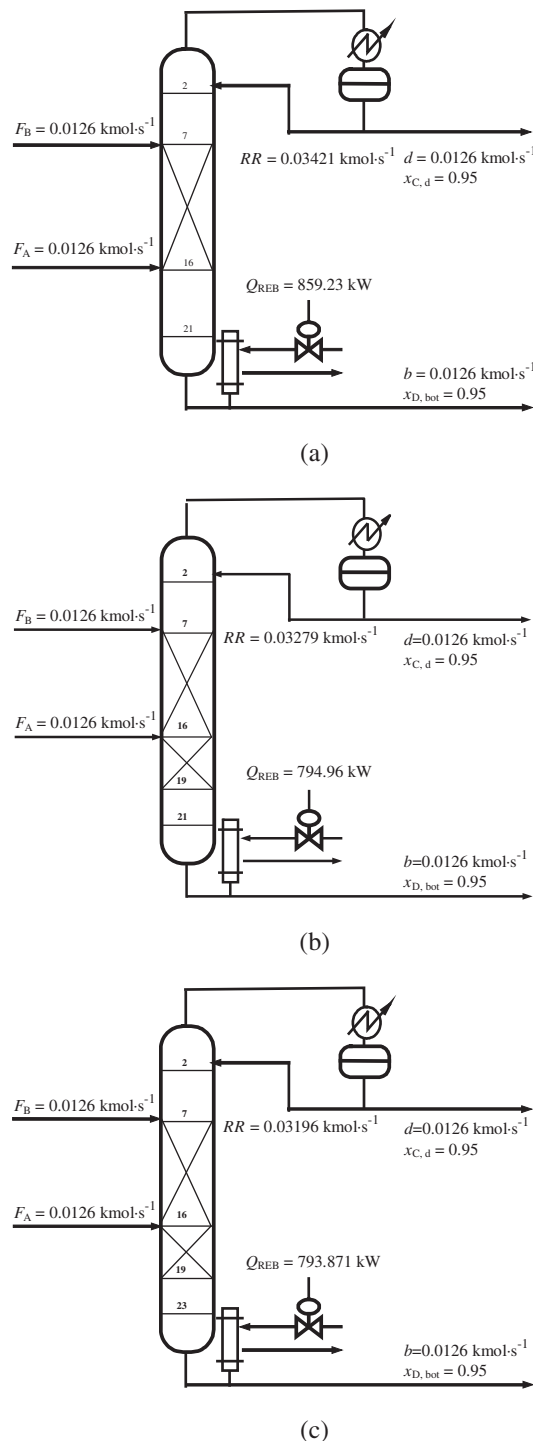 2
F_B = 0.0126 kmol·s⁻¹
7
RR = 0.03421 kmol·s⁻¹ d = 0.0126 kmol·s⁻¹
x_C, d = 0.95
F_A = 0.0126 kmol·s⁻¹
16
Q_REB = 859.23 kW
21
b = 0.0126 kmol·s⁻¹
x_D, bot = 0.95
(a)
2
F_B = 0.0126 kmol·s⁻¹
7
RR = 0.03279 kmol·s⁻¹ d=0.0126 kmol·s⁻¹
x_C, d = 0.95
F_A = 0.0126 kmol·s⁻¹
16
Q_REB = 794.96 kW
19
21
b=0.0126 kmol·s⁻¹
x_D, bot = 0.95
(b)
2
F_B = 0.0126 kmol·s⁻¹
7
RR = 0.03196 kmol·s⁻¹ d=0.0126 kmol·s⁻¹
x_C, d = 0.95
F_A = 0.0126 kmol·s⁻¹
16
Q_REB = 793.871 kW
19
23
b=0.0126 kmol·s⁻¹
x_D, bot = 0.95
(c)